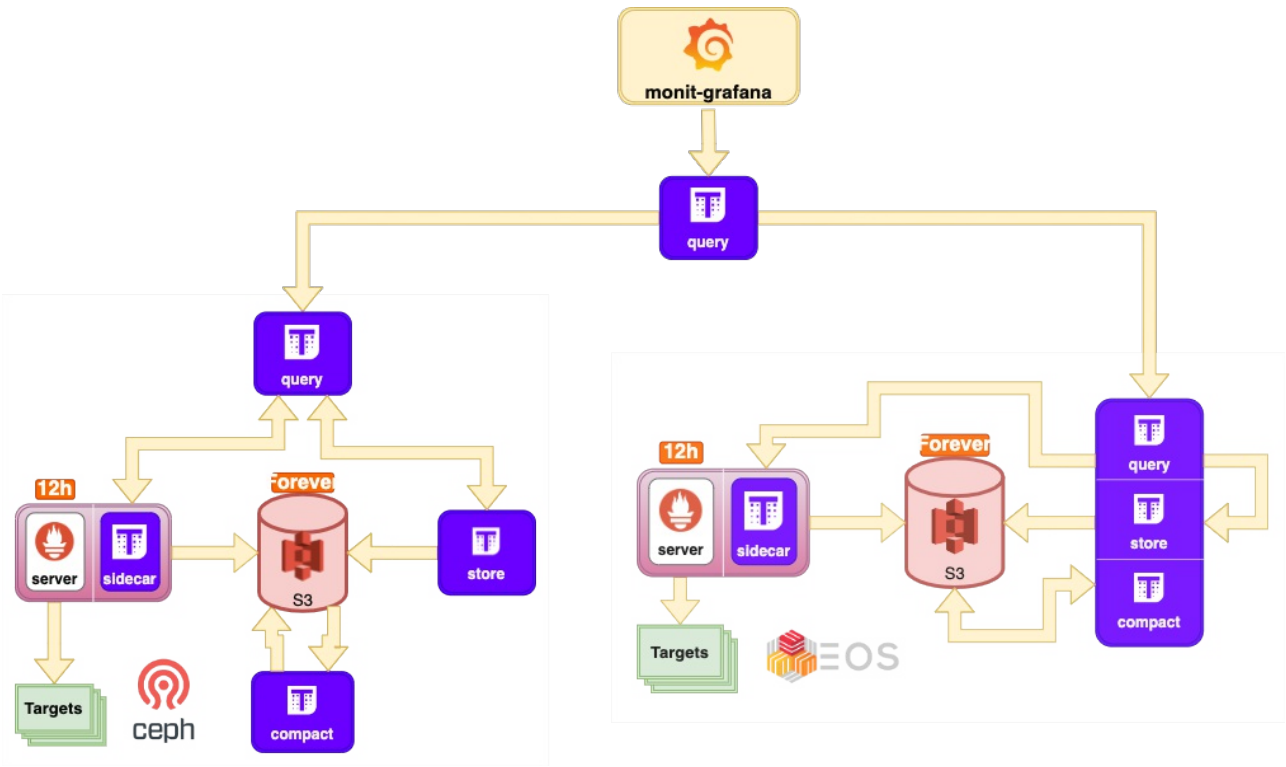 monit-grafana
query
query
12h
Forever
server
sidecar
S3
store
Targets
ceph
compact
12h
Forever
server
sidecar
S3
query
store
compact
Targets
EOS